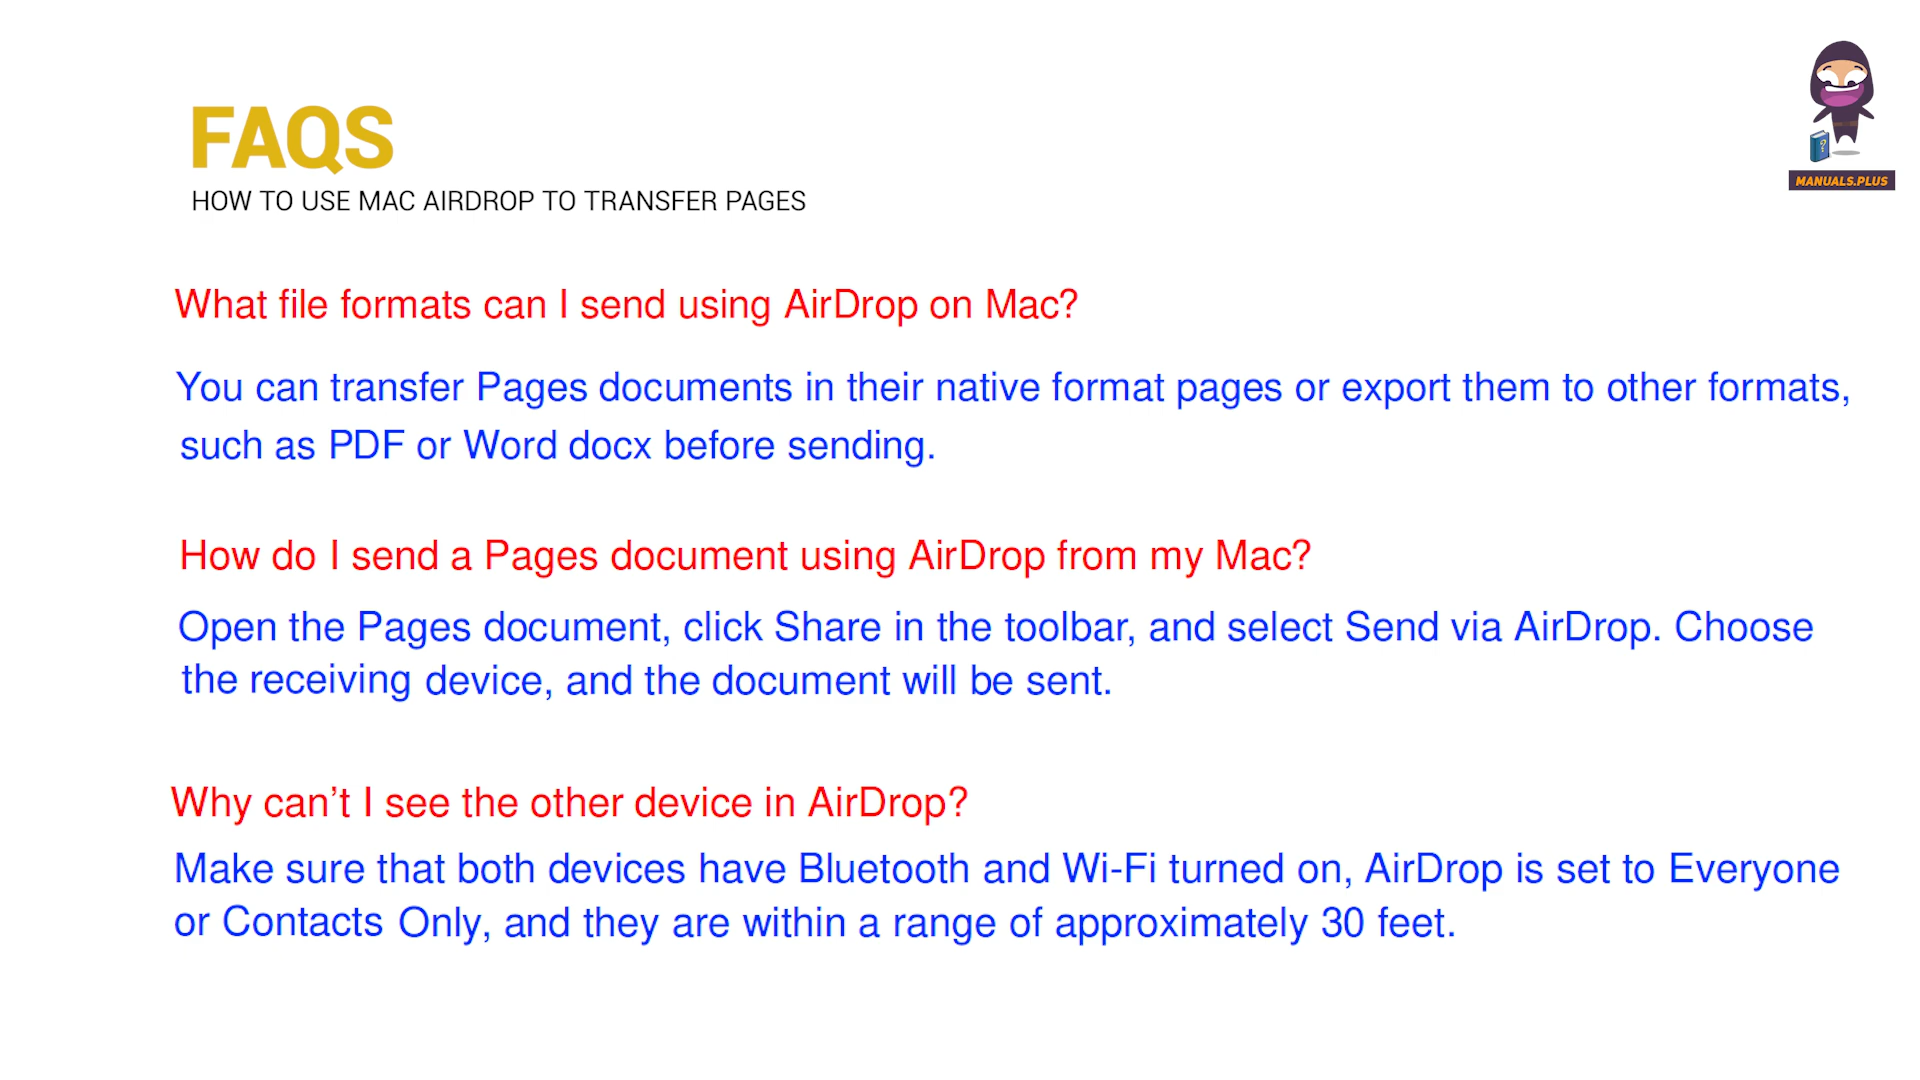 FAQS
MANUALS.PLUS
HOW TO USE MAC AIRDROP TO TRANSFER PAGES
What file formats can I send using AirDrop on Mac?
You can transfer Pages documents in their native format pages or export them to other formats,
such as PDF or Word docx before sending.
How do I send a Pages document using AirDrop from my Mac?
Open the Pages document, click Share in the toolbar, and select Send via AirDrop. Choose
the receiving device, and the document will be sent.
Why can’t I see the other device in AirDrop?
Make sure that both devices have Bluetooth and Wi-Fi turned on, AirDrop is set to Everyone
or Contacts Only, and they are within a range of approximately 30 feet.